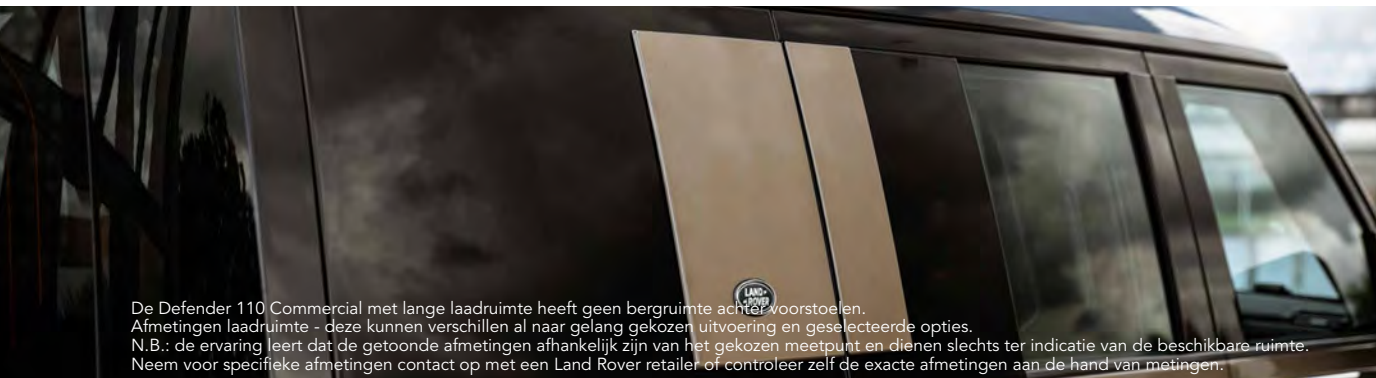 LAND-
-ROVER
De Defender 110 Commercial met lange laadruimte heeft geen bergruimte achter voorstoelen.
Afmetingen laadruimte - deze kunnen verschillen al naar gelang gekozen uitvoering en geselecteerde opties.
N.B.: de ervaring leert dat de getoonde afmetingen afhankelijk zijn van het gekozen meetpunt en dienen slechts ter indicatie van de beschikbare ruimte.
Neem voor specifieke afmetingen contact op met een Land Rover retailer of controleer zelf de exacte afmetingen aan de hand van metingen.